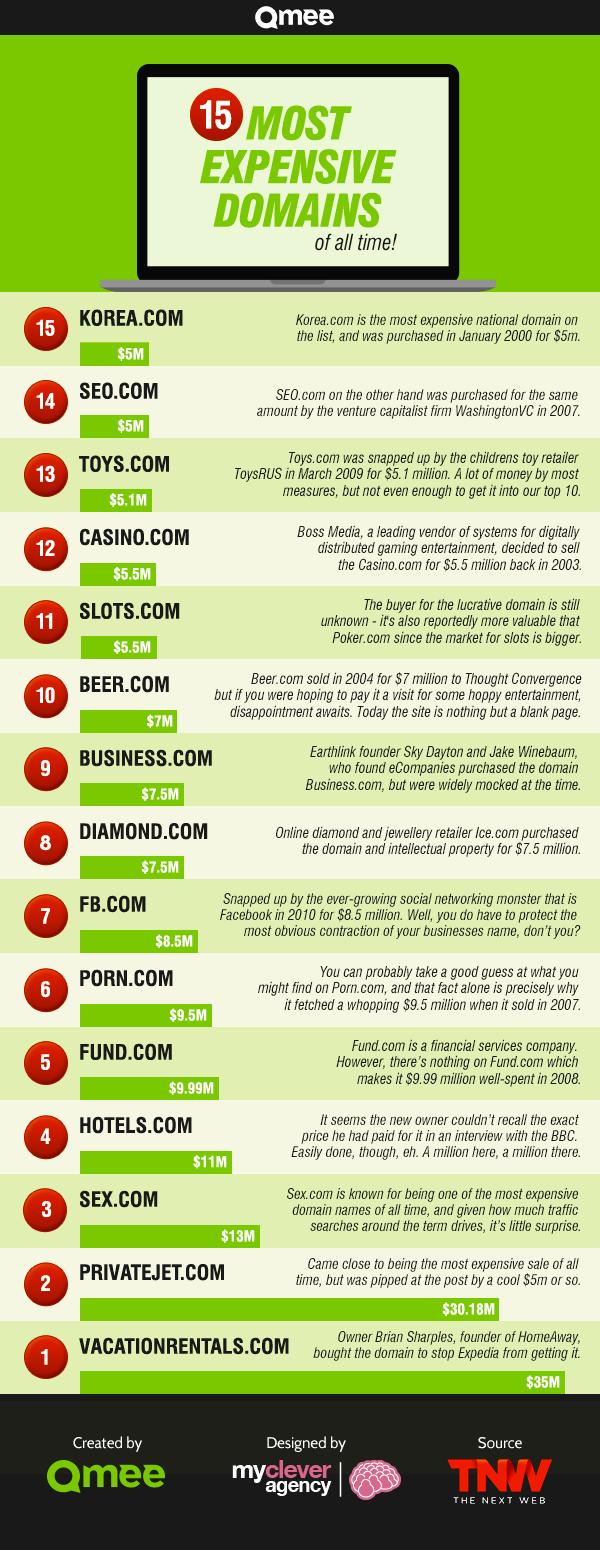 Qmee
15 MOST
EXPENSIVE
DOMAINS
of all time!
15
KOREA.COM
$5M
Korea.com is the most expensive national domain on
the list, and was purchased in January 2000 for $5m.
14
SEO.COM
$5M
SEO.com on the other hand was purchased for the same
amount by the venture capitalist firm WashingtonVC in 2007.
13
TOYS.COM
$5.1M
Toys.com was snapped up by the childrens toy retailer
ToysRUS in March 2009 for $5.1 million. A lot of money by most
measures, but not even enough to get it into our top 10.
12
CASINO.COM
$5.5M
Boss Media, a leading vendor of systems for digitally
distributed gaming entertainment, decided to sell
the Casino.com for $5.5 million back in 2003.
11
SLOTS.COM
$5.5M
The buyer for the lucrative domain is still
unknown - it's also reportedly more valuable that
Poker.com since the market for slots is bigger.
10
BEER.COM
$7M
Beer.com sold in 2004 for $7 million to Thought Convergence
but if you were hoping to pay it a visit for some hoppy entertainment,
disappointment awaits. Today the site is nothing but a blank page.
9
BUSINESS.COM
$7.5M
Earthlink founder Sky Dayton and Jake Winebaum,
who found eCompanies purchased the domain
Business.com, but were widely mocked at the time.
8
DIAMOND.COM
$7.5M
Online diamond and jewellery retailer Ice.com purchased
the domain and intellectual property for $7.5 million.
7
FB.COM
$8.5M
Snapped up by the ever-growing social networking monster that is
Facebook in 2010 for $8.5 million. Well, you do have to protect the
most obvious contraction of your businesses name, don't you?
6
PORN.COM
$9.5M
You can probably take a good guess at what you
might find on Porn.com, and that fact alone is precisely why
it fetched a whopping $9.5 million when it sold in 2007.
5
FUND.COM
$9.99M
Fund.com is a financial services company.
However, there's nothing on Fund.com which
makes it $9.99 million well-spent in 2008.
4
HOTELS.COM
$11M
It seems the new owner couldn't recall the exact
price he had paid for it in an interview with the BBC.
Easily done, though, eh. A million here, a million there.
3
SEX.COM
$13M
Sex.com is known for being one of the most expensive
domain names of all time, and given how much traffic
searches around the term drives, it's little surprise.
2
PRIVATEJET.COM
$30.18M
Came close to being the most expensive sale of all
time, but was pipped at the post by a cool $5m or so.
1
VACATIONRENTALS.COM
$35M
Owner Brian Sharples, founder of HomeAway,
bought the domain to stop Expedia from getting it.
Created by
Qmee
Designed by
myclever
agency
Source
TNW
THE NEXT WEB